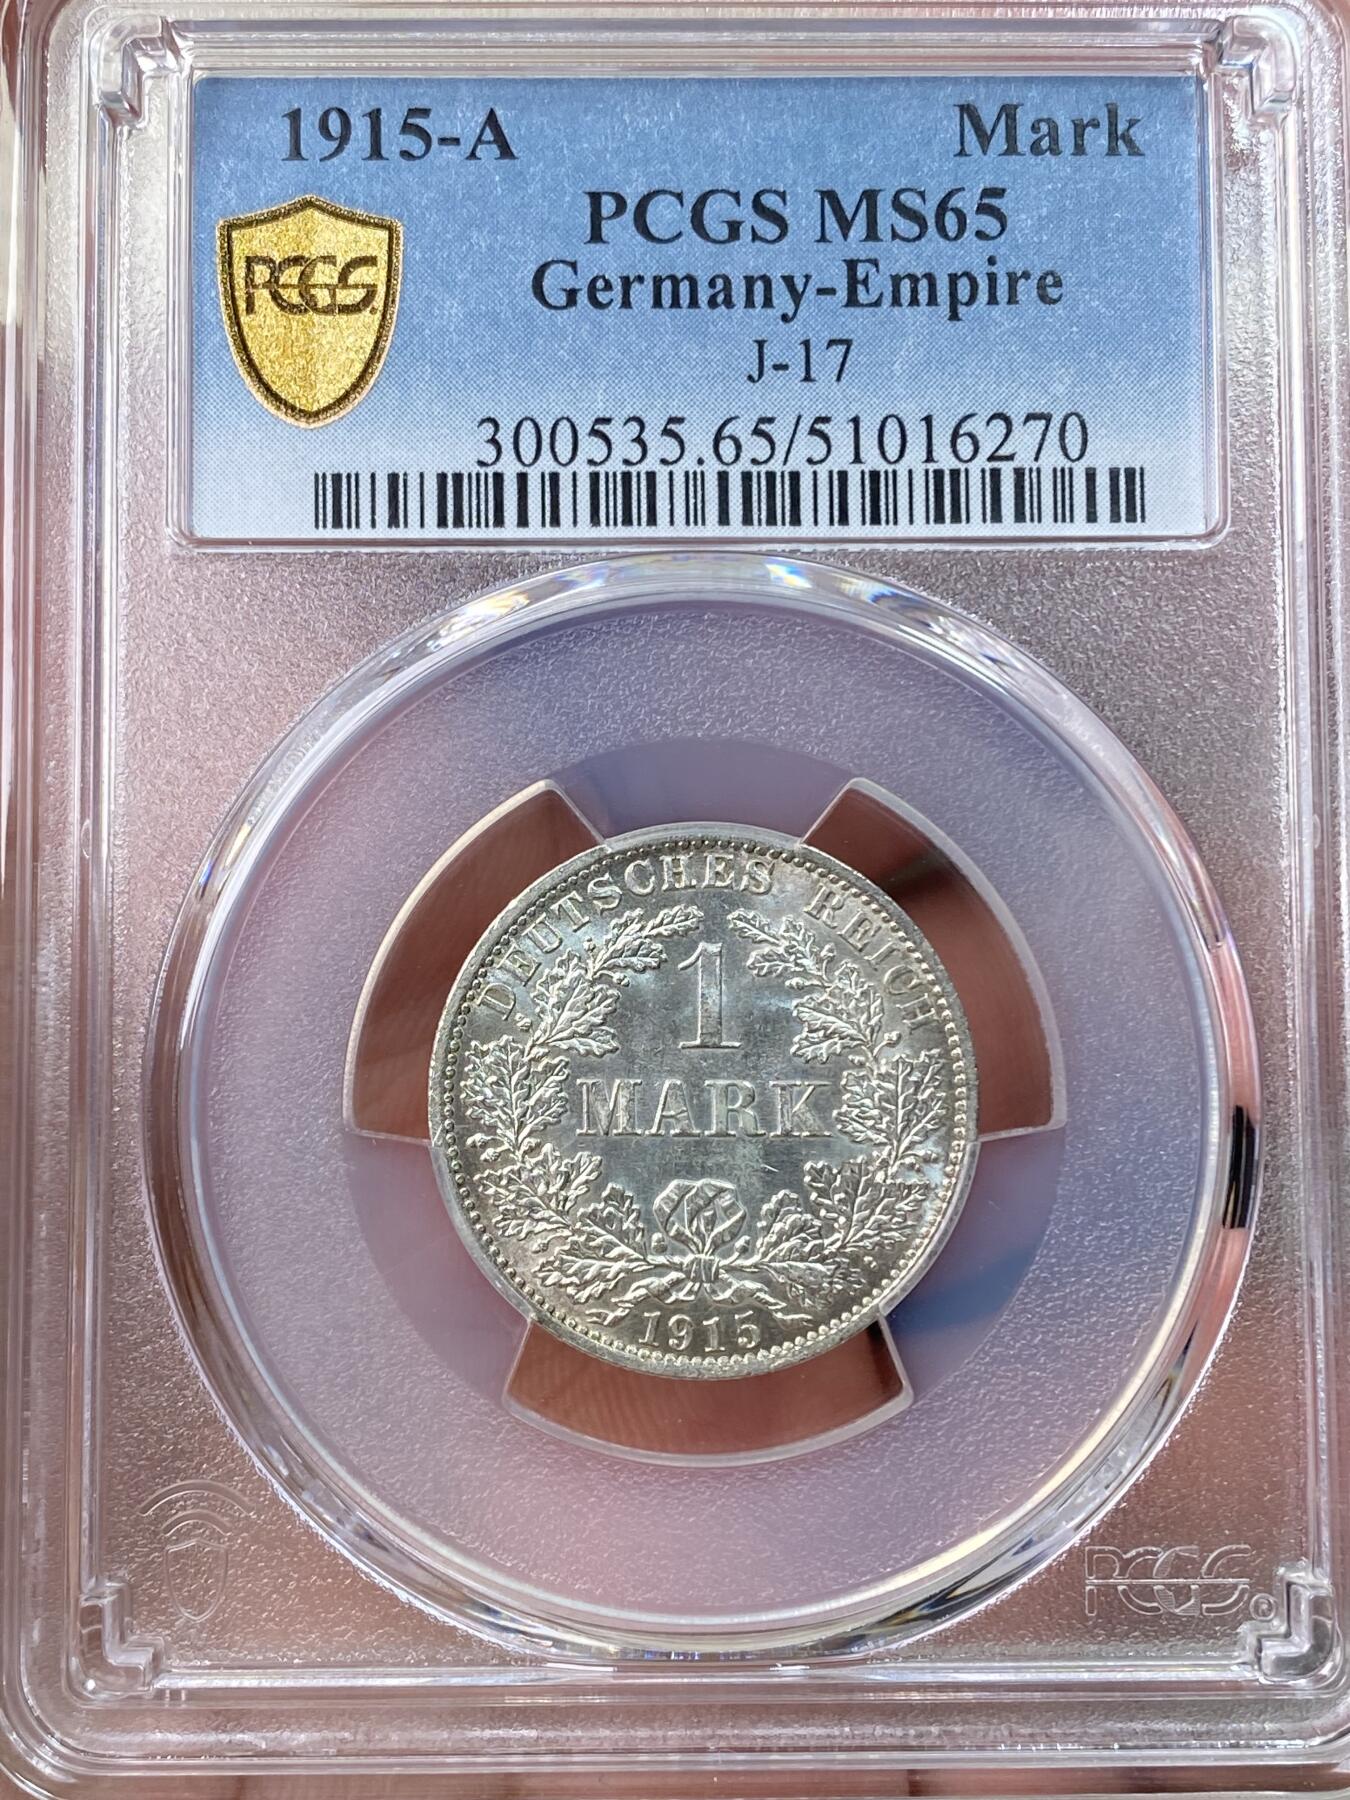 1915-A Mark
PCGS MS65
Germany-Empire
PCGS
J-17
300535.65/51016270
DEUTSCHES REICH
1
MARK
1915
PCGS